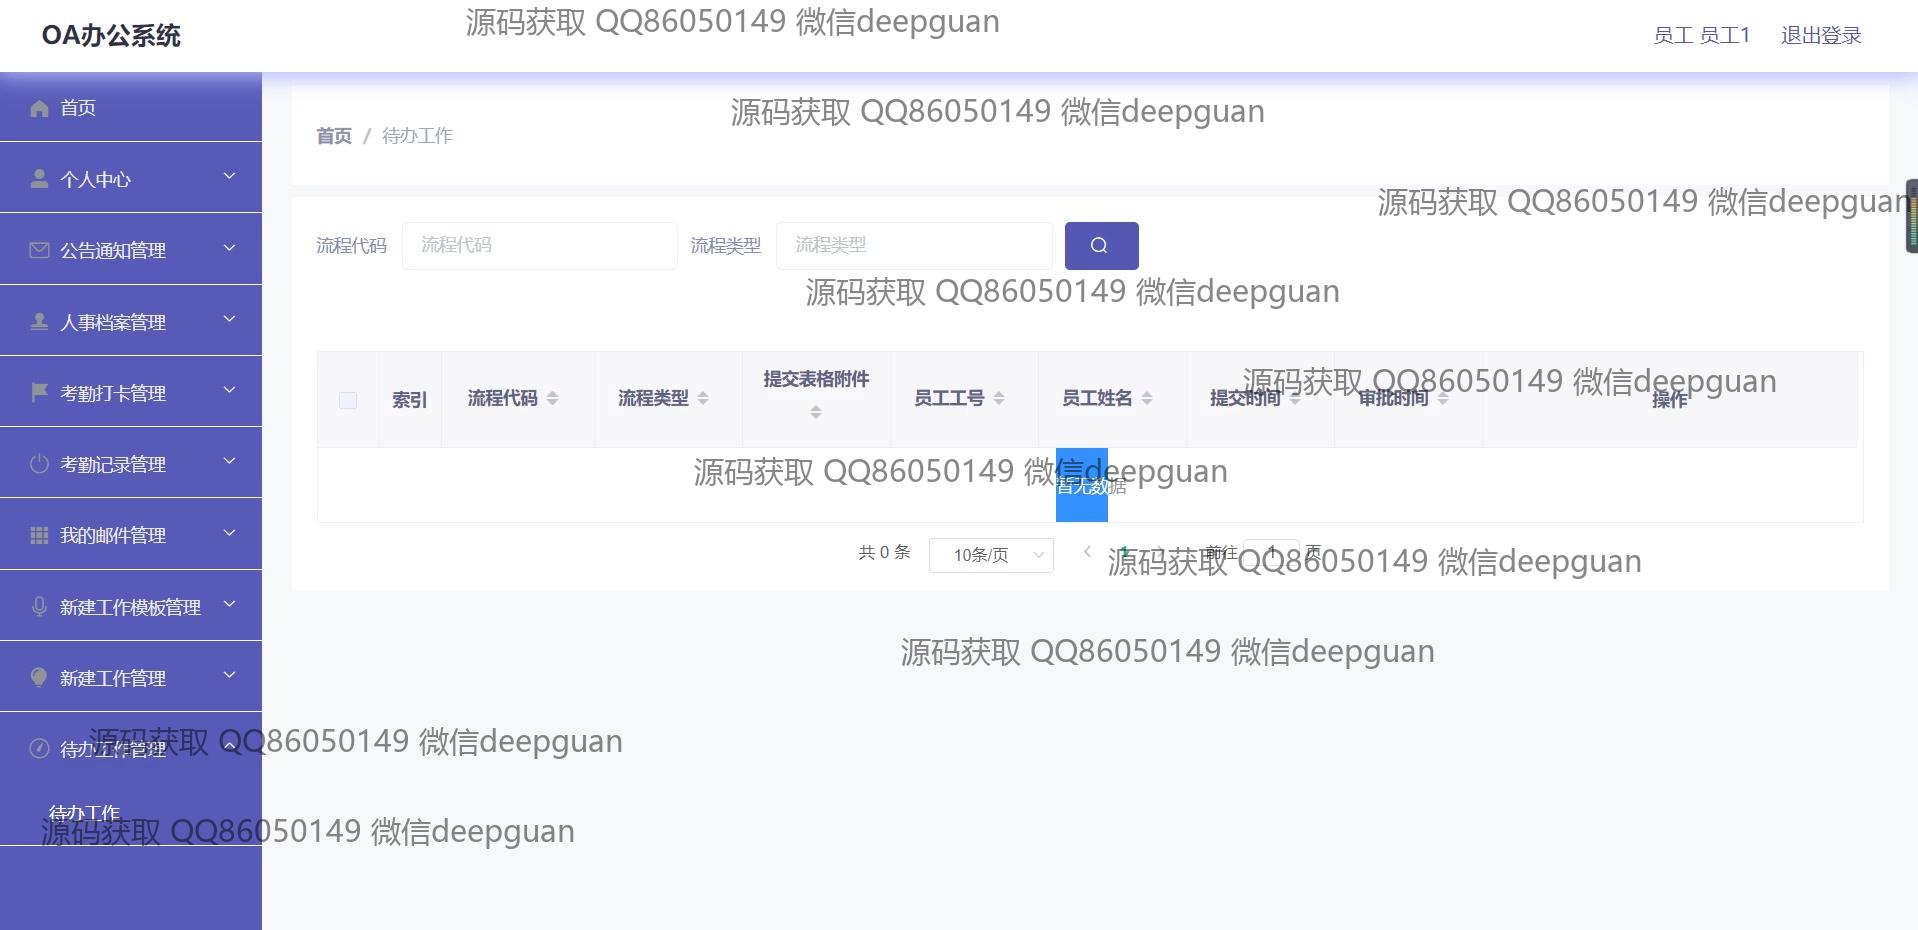 OA办公系统
源码获取 QQ86050149 微信deepguan
员工 员工1
退出登录
首页
个人中心
公告通知管理
人事档案管理
考勤打卡管理
考勤记录管理
我的邮件管理
新建工作模板管理
新建工作管理
待办工作管理
待办工作
源码获取 QQ86050149 微信deepguan
首页 / 待办工作
源码获取 QQ86050149 微信deepguan
流程代码 流程代码 流程类型 流程类型
源码获取 QQ86050149 微信deepguan
源码获取 QQ86050149 微信deepguan
索引 流程代码 流程类型 提交表格附件 员工工号 员工姓名 提交时间 审批时间 操作
源码获取 QQ86050149 微信deepguan
暂无数据
共 0 条 10条/页 1 前往 1 页
源码获取 QQ86050149 微信deepguan
源码获取 QQ86050149 微信deepguan
源码获取 QQ86050149 微信deepguan
源码获取 QQ86050149 微信deepguan